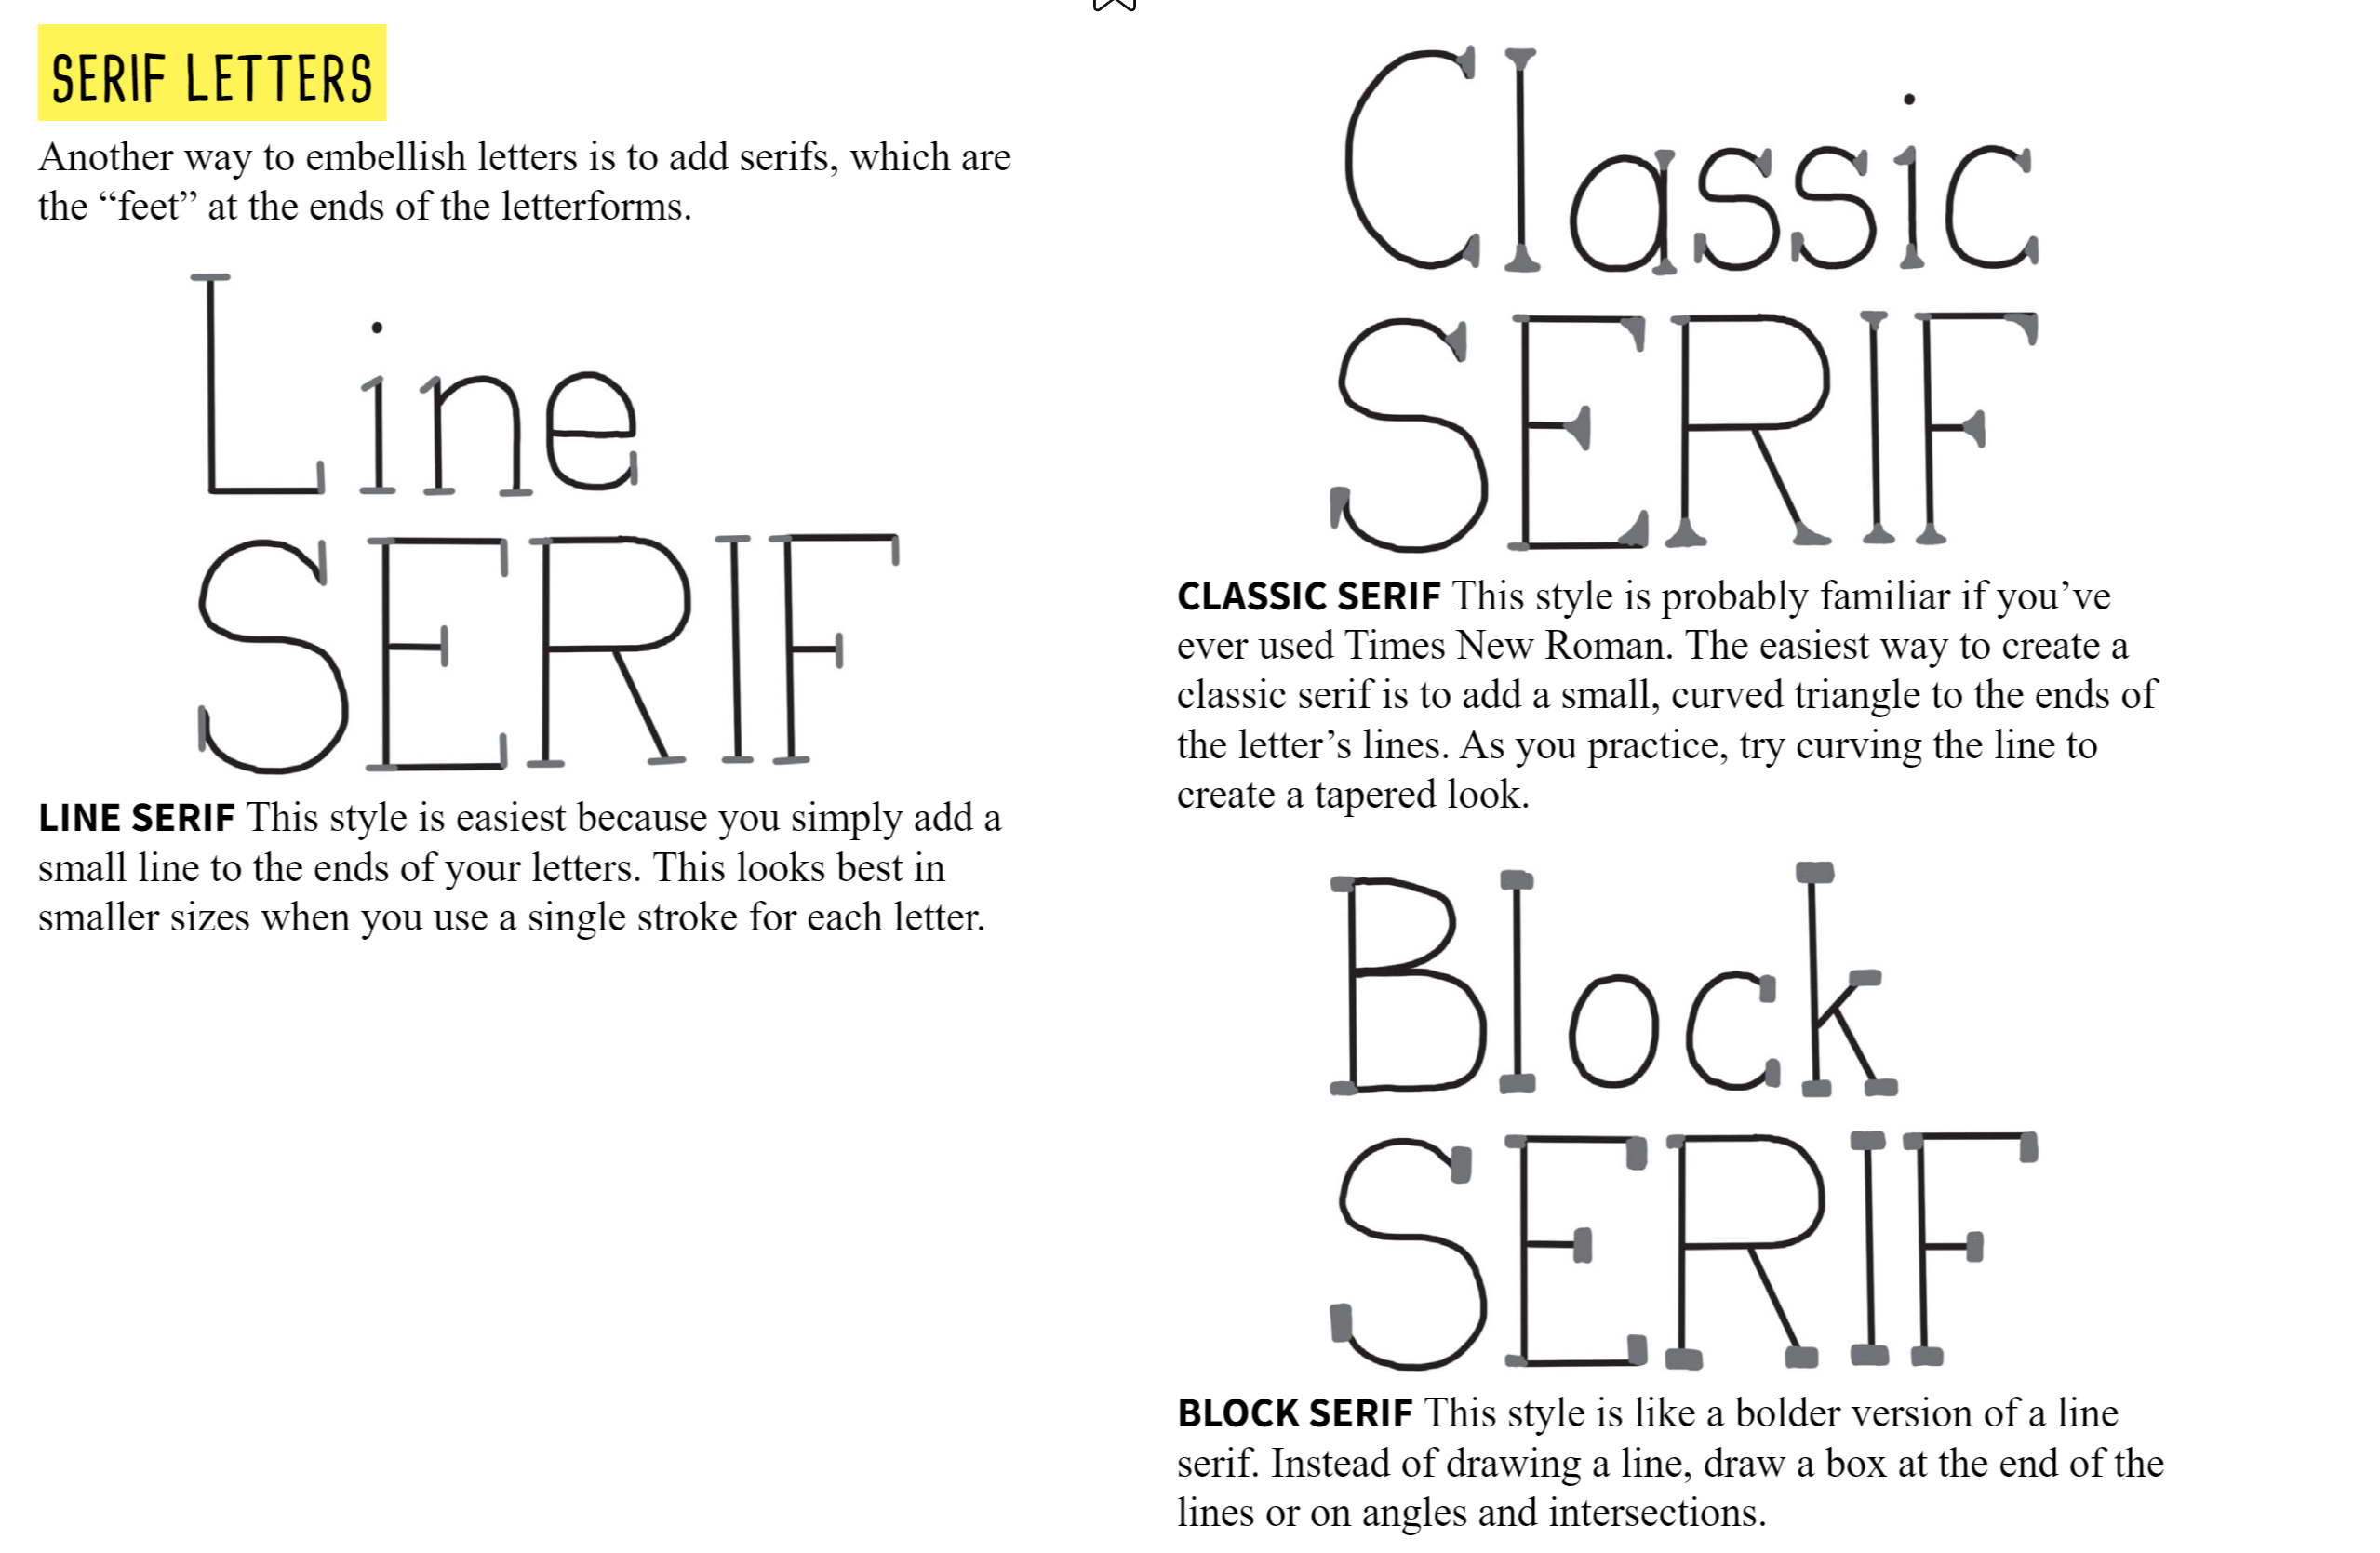 SERIF LETTERS
Another way to embellish letters is to add serifs, which are
the “feet” at the ends of the letterforms.
Line
SERIF
LINE SERIF This style is easiest because you simply add a
small line to the ends of your letters. This looks best in
smaller sizes when you use a single stroke for each letter.
Classic
SERIF
CLASSIC SERIF This style is probably familiar if you’ve
ever used Times New Roman. The easiest way to create a
classic serif is to add a small, curved triangle to the ends of
the letter’s lines. As you practice, try curving the line to
create a tapered look.
Block
SERIF
BLOCK SERIF This style is like a bolder version of a line
serif. Instead of drawing a line, draw a box at the end of the
lines or on angles and intersections.